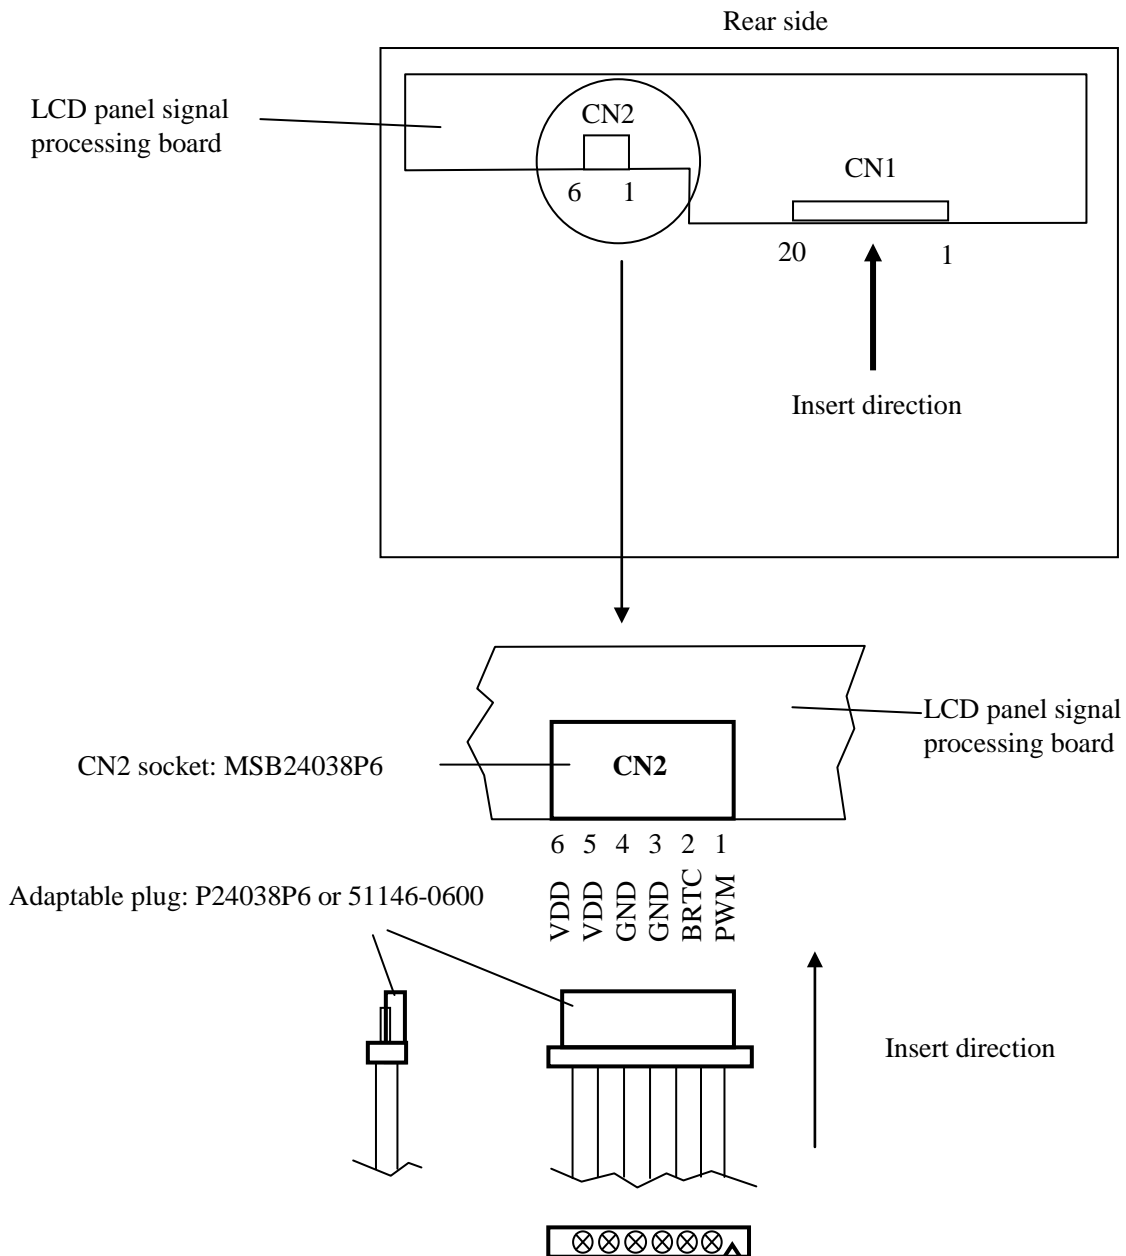 Rear side
LCD panel signal
processing board
CN2
6 1
CN1
20 1
Insert direction
LCD panel signal
processing board
CN2 socket: MSB24038P6
CN2
6 5 4 3 2 1
VDD VDD GND GND BRTC PWM
Adaptable plug: P24038P6 or 51146-0600
Insert direction